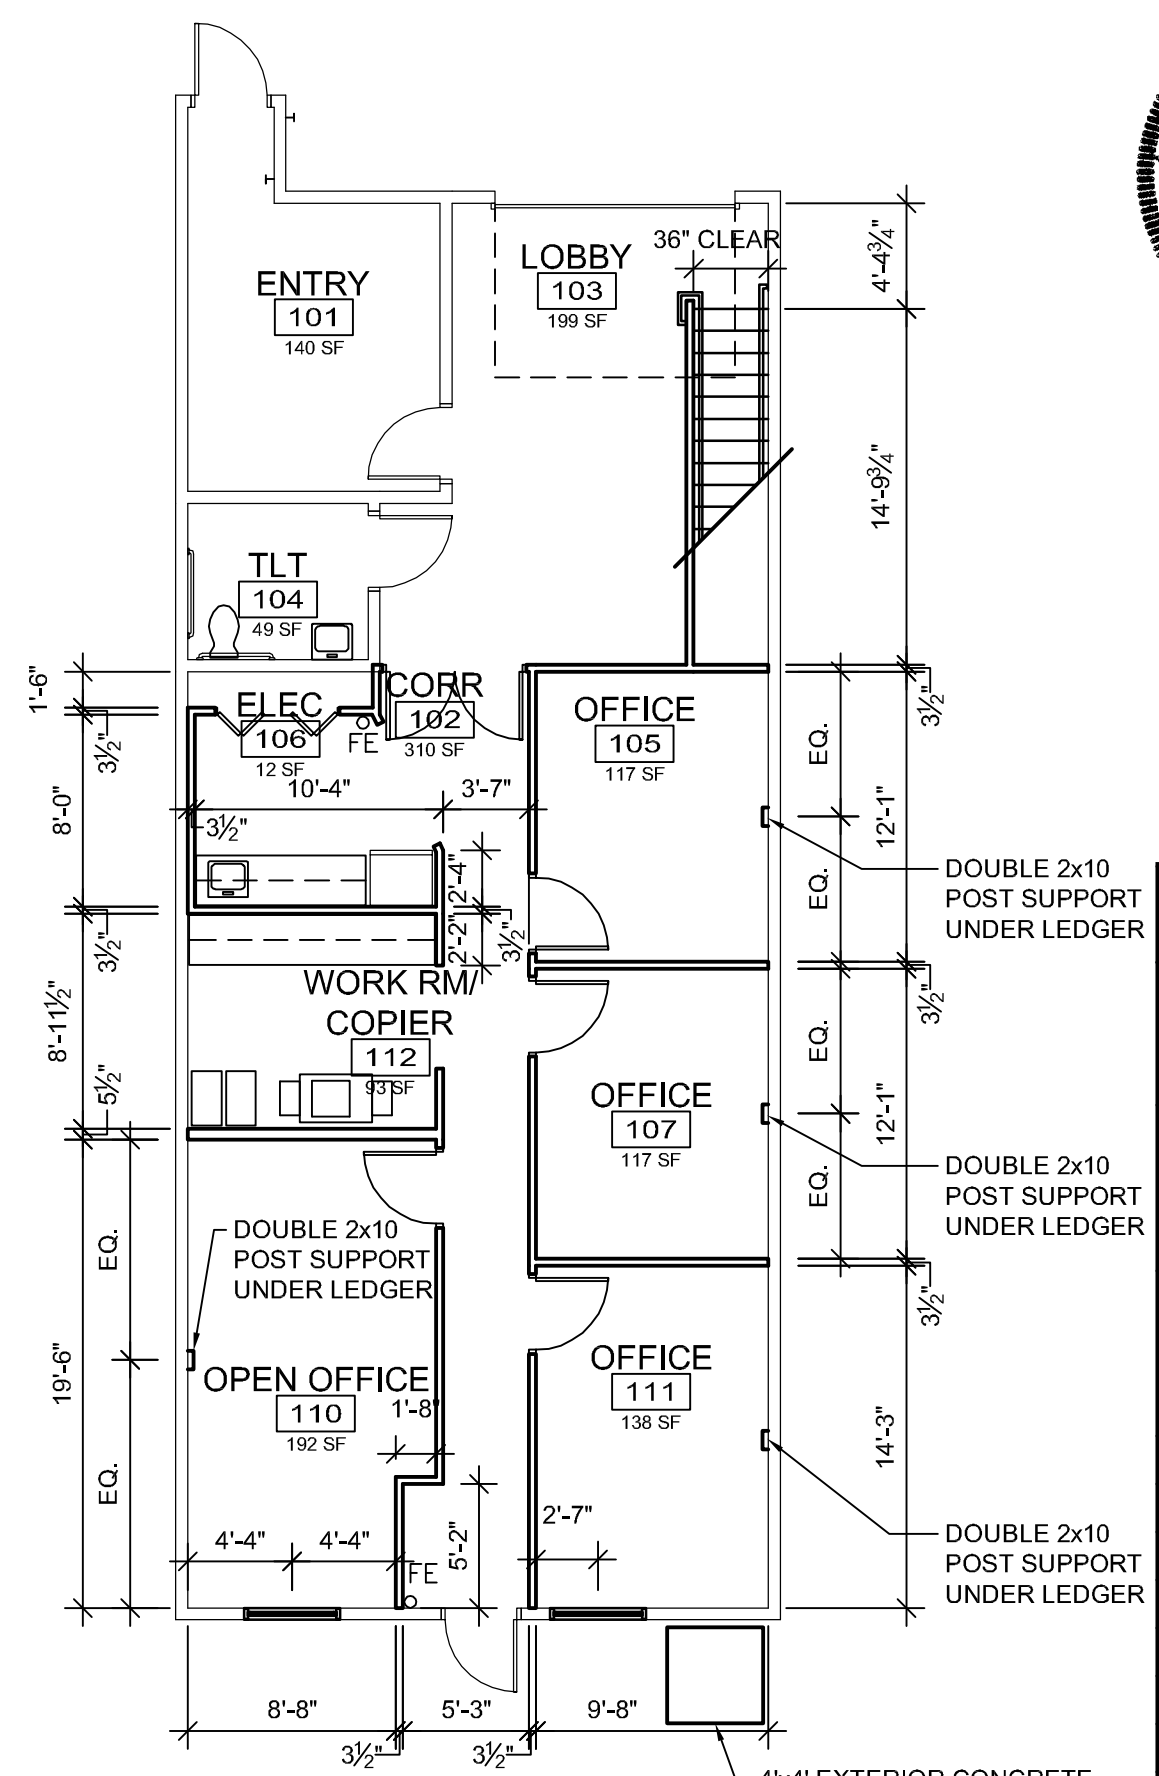 36" CLEAR
LOBBY
103
199 SF
ENTRY
101
140 SF
4'-4¾"
14'-9¾"
TLT
104
49 SF
1'-6"
3½"
ELEC
106
12 SF
FE
CORR
102
310 SF
OFFICE
105
117 SF
EQ.
3½"
10'-4"
3'-7"
3½"
8'-0"
12'-1"
DOUBLE 2x10
POST SUPPORT
UNDER LEDGER
2'-4"
EQ.
3½"
2'-2"
3½"
3½"
WORK RM/
COPIER
112
93 SF
8'-11½"
5½"
EQ.
OFFICE
107
117 SF
12'-1"
DOUBLE 2x10
POST SUPPORT
UNDER LEDGER
EQ.
EQ.
DOUBLE 2x10
POST SUPPORT
UNDER LEDGER
3½"
19'-6"
OPEN OFFICE
110
192 SF
1'-8"
OFFICE
111
138 SF
14'-3"
EQ.
4'-4"
4'-4"
FE
5'-2"
2'-7"
DOUBLE 2x10
POST SUPPORT
UNDER LEDGER
8'-8"
5'-3"
9'-8"
3½"
3½"
4'x4' EXTERIOR CONCRETE